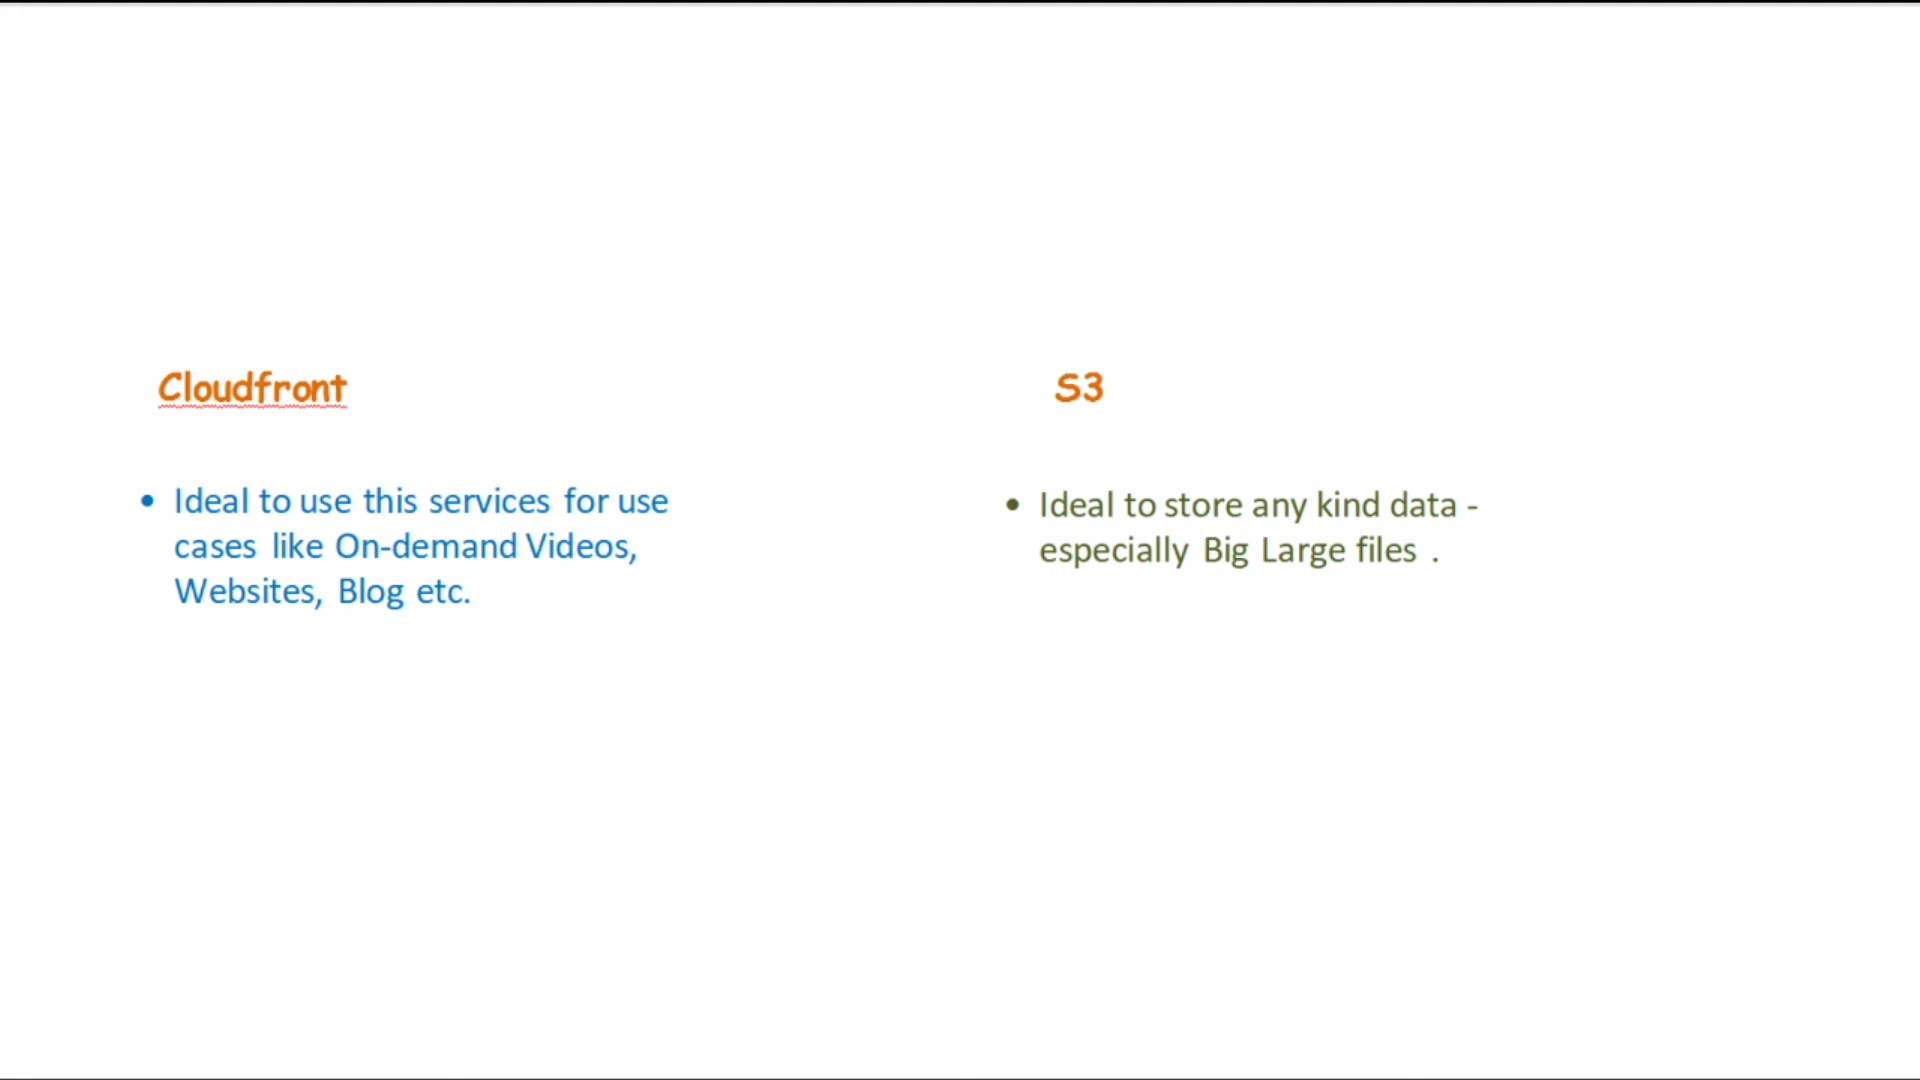 Cloudfront
• Ideal to use this services for use
cases like On-demand Videos,
Websites, Blog etc.
S3
• Ideal to store any kind data -
especially Big Large files .